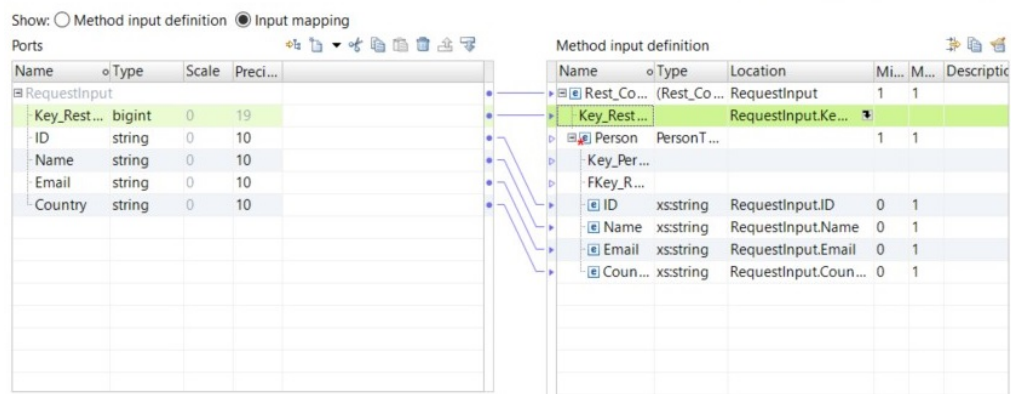 Show: Method input definition Input mapping
Ports
Method input definition
Name Type Scale Preci...
RequestInput
Key_Rest... bigint 0 19
ID string 0 10
Name string 0 10
Email string 0 10
Country string 0 10
Name Type Location Mi... M... Descriptic
Rest_Co... (Rest_Co... RequestInput 1 1
Key_Rest... RequestInput.Ke...
Person PersonT... 1 1
Key_Per...
FKey_R...
ID xs:string RequestInput.ID 0 1
Name xs:string RequestInput.Name 0 1
Email xs:string RequestInput.Email 0 1
Coun... xs:string RequestInput.Coun... 0 1